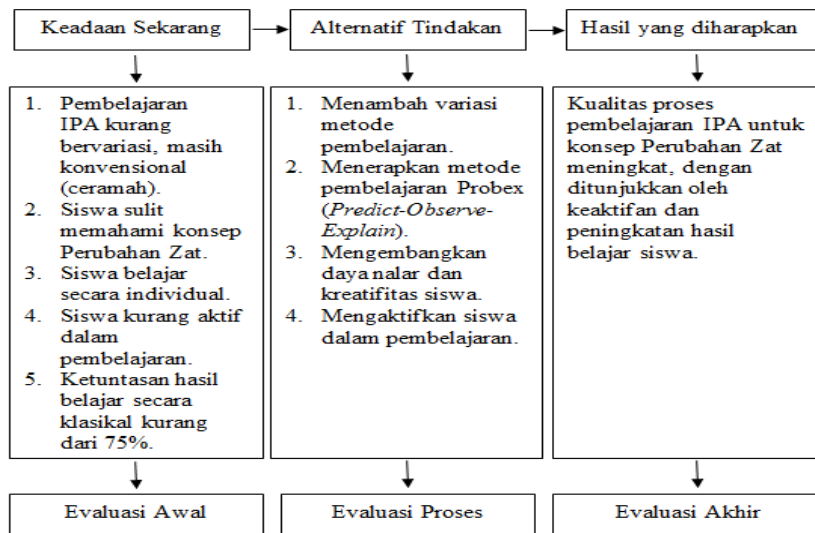 Keadaan Sekarang
Alternatif Tindakan
Hasil yang diharapkan
1. Pembelajaran
IPA kurang
bervariasi, masih
konvensional
(ceramah).
2. Siswa sulit
memahami konsep
Perubahan Zat.
3. Siswa belajar
secara individual.
4. Siswa kurang aktif
dalam
pembelajaran.
5. Ketuntasan hasil
belajar secara
klasikal kurang
dari 75%.
1. Menambah variasi
metode
pembelajaran.
2. Menerapkan metode
pembelajaran Probex
(Predict-Observe-
Explain).
3. Mengembangkan
daya nalar dan
kreatifitas siswa.
4. Mengaktifkan siswa
dalam pembelajaran.
Kualitas proses
pembelajaran IPA untuk
konsep Perubahan Zat
meningkat, dengan
ditunjukkan oleh
keaktifan dan
peningkatan hasil
belajar siswa.
Evaluasi Awal
Evaluasi Proses
Evaluasi Akhir